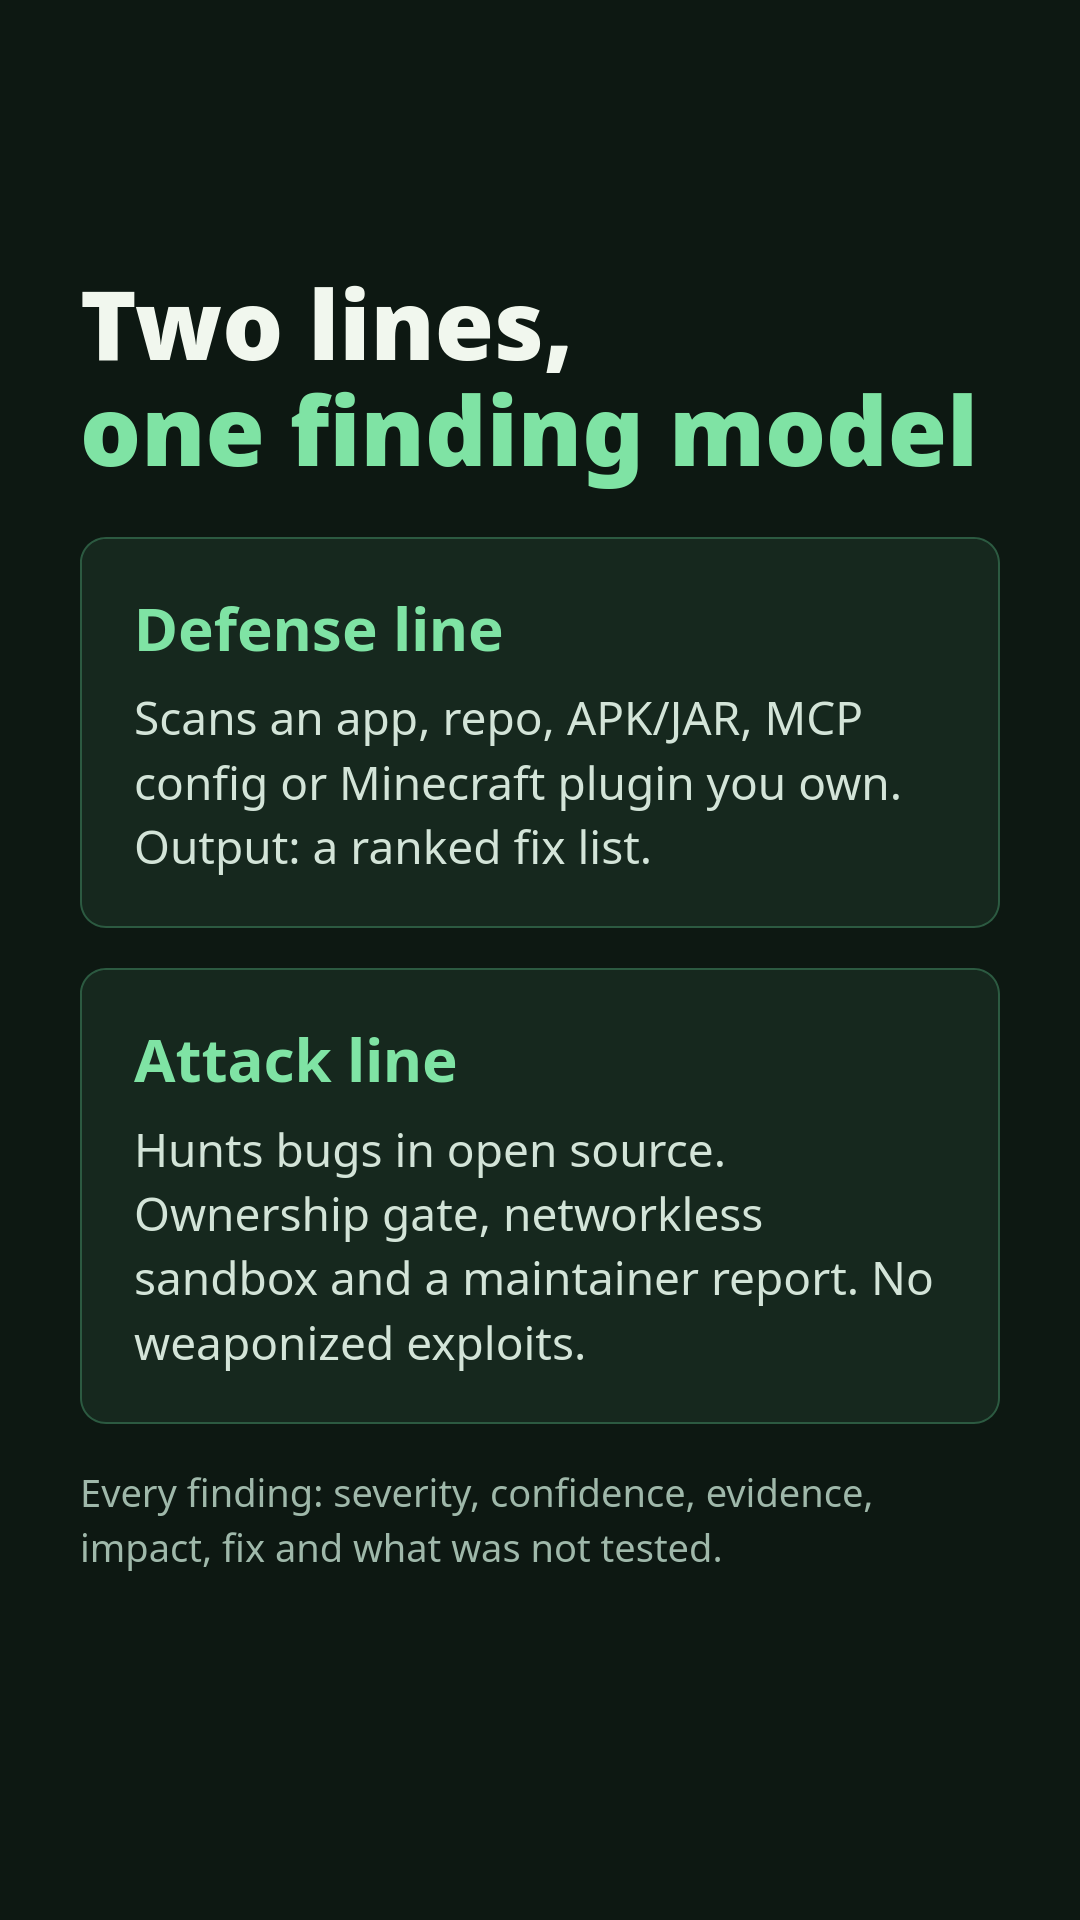 Two lines,
one finding model
Defense line
Scans an app, repo, APK/JAR, MCP
config or Minecraft plugin you own.
Output: a ranked fix list.
Attack line
Hunts bugs in open source.
Ownership gate, networkless
sandbox and a maintainer report. No
weaponized exploits.
Every finding: severity, confidence, evidence,
impact, fix and what was not tested.